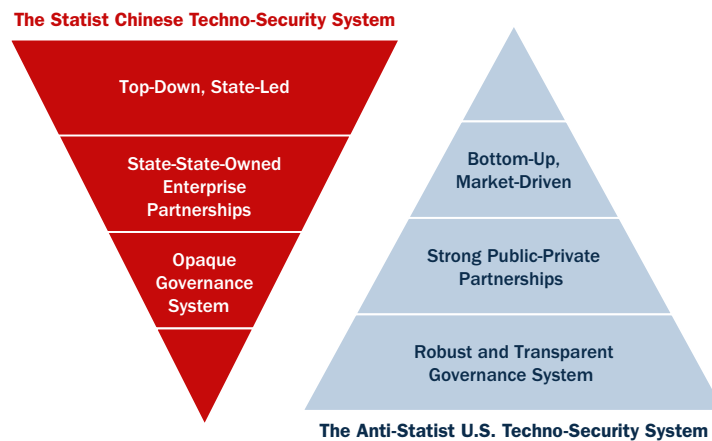 The Statist Chinese Techno-Security System
Top-Down, State-Led
State-State-Owned
Enterprise
Partnerships
Opaque
Governance
System
Bottom-Up,
Market-Driven
Strong Public-Private
Partnerships
Robust and Transparent
Governance System
The Anti-Statist U.S. Techno-Security System